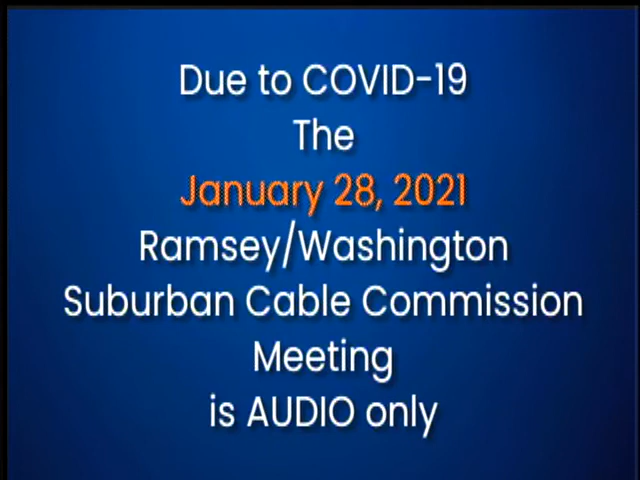 Due to COVID-19
The
January 28, 2021
Ramsey/Washington
Suburban Cable Commission
Meeting
is AUDIO only